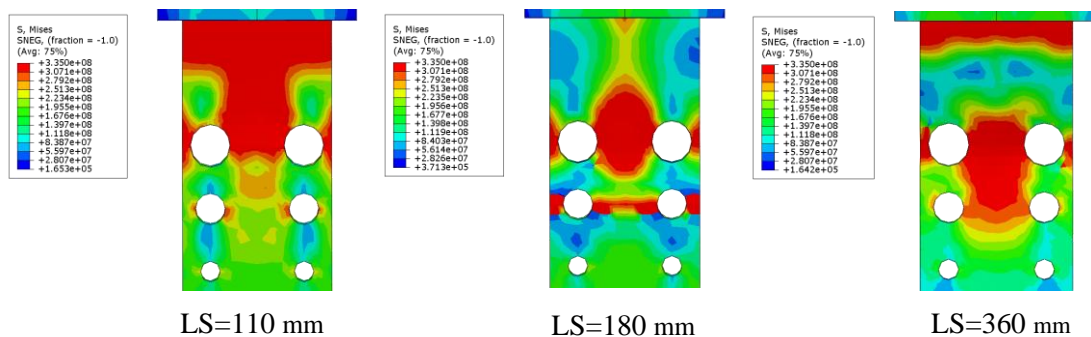 S, Mises
SNEG, (fraction = -1.0)
(Avg: 75%)
+3.350e+08
+3.071e+08
+2.792e+08
+2.513e+08
+2.234e+08
+1.955e+08
+1.676e+08
+1.397e+08
+1.118e+08
+8.387e+07
+5.597e+07
+2.807e+07
+1.653e+05
LS=110 mm
S, Mises
SNEG, (fraction = -1.0)
(Avg: 75%)
+3.350e+08
+3.071e+08
+2.792e+08
+2.513e+08
+2.235e+08
+1.956e+08
+1.677e+08
+1.398e+08
+1.119e+08
+8.403e+07
+5.614e+07
+2.826e+07
+3.713e+05
LS=180 mm
S, Mises
SNEG, (fraction = -1.0)
(Avg: 75%)
+3.350e+08
+3.071e+08
+2.792e+08
+2.513e+08
+2.234e+08
+1.955e+08
+1.676e+08
+1.397e+08
+1.118e+08
+8.387e+07
+5.597e+07
+2.807e+07
+1.642e+05
LS=360 mm